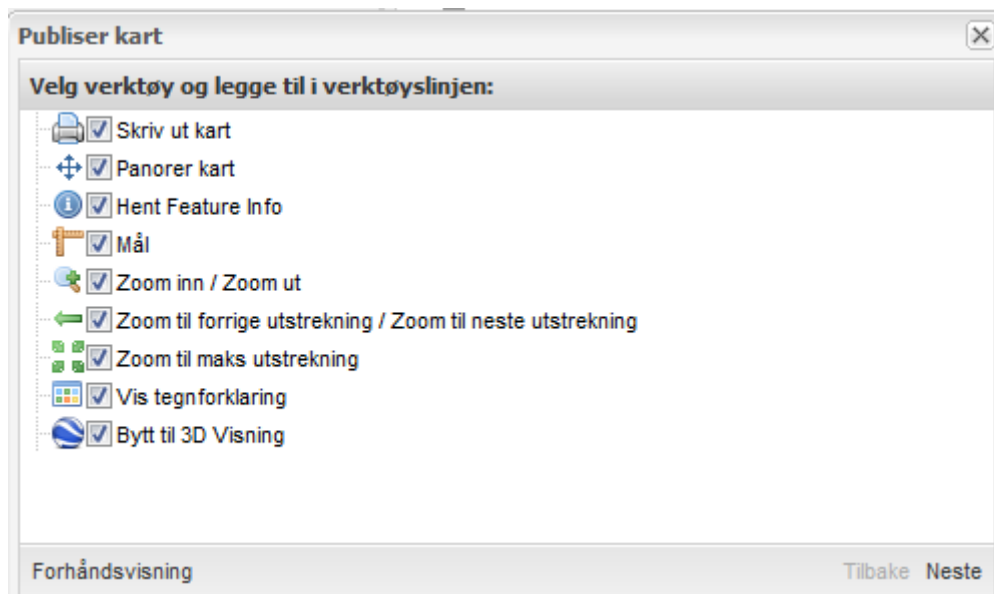 Publiser kart
Velg verktøy og legge til i verktøyslinjen:
Skriv ut kart
Panorer kart
Hent Feature Info
Mål
Zoom inn / Zoom ut
Zoom til forrige utstrekning / Zoom til neste utstrekning
Zoom til maks utstrekning
Vis tegnforklaring
Bytt til 3D Visning
Forhåndsvisning Tilbake Neste